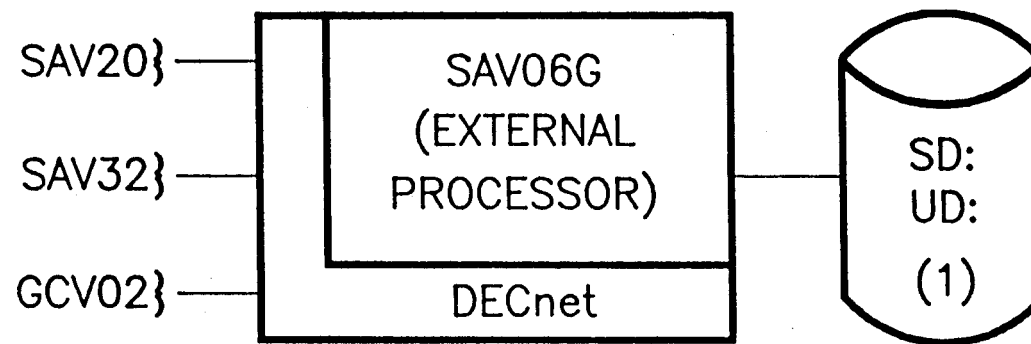 SAV20}
SAV32}
GCV02}
SAV06G
(EXTERNAL
PROCESSOR)
DECnet
SD:
UD:
(1)